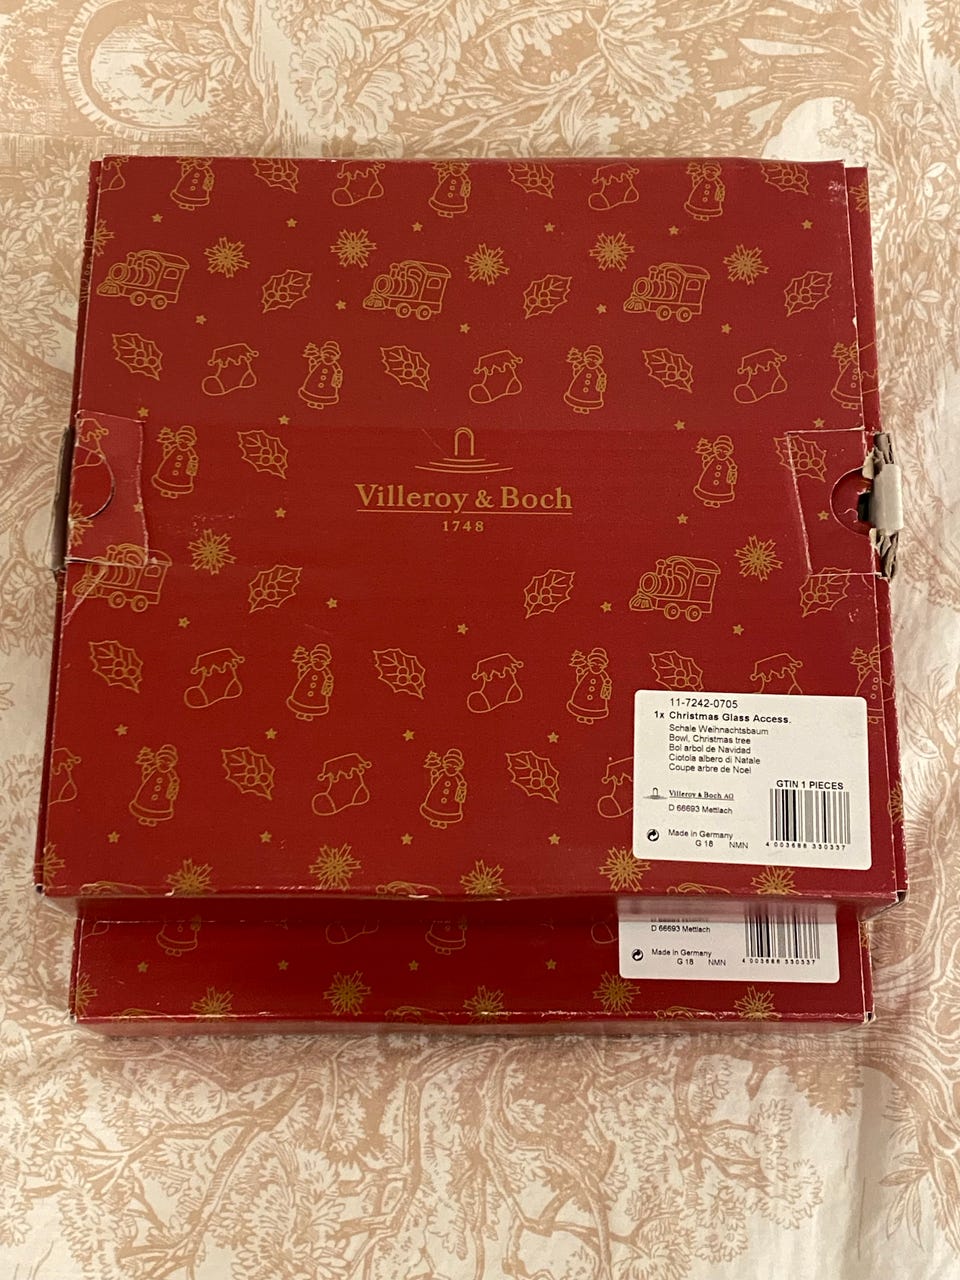 Villeroy & Boch
1748
11-7242-0705
1x Christmas Glass Access.
Schale Weihnachtsbaum
Bowl, Christmas tree
Bol arbol de Navidad
Ciotola albero di Natale
Coupe arbre de Noel
GTIN 1 PIECES
Villeroy & Boch AG
D 66693 Mettlach
Made in Germany
G 18 NMN
4 003686 330337
D 66693 Mettlach
Made in Germany
G 18 NMN
4 003686 330337